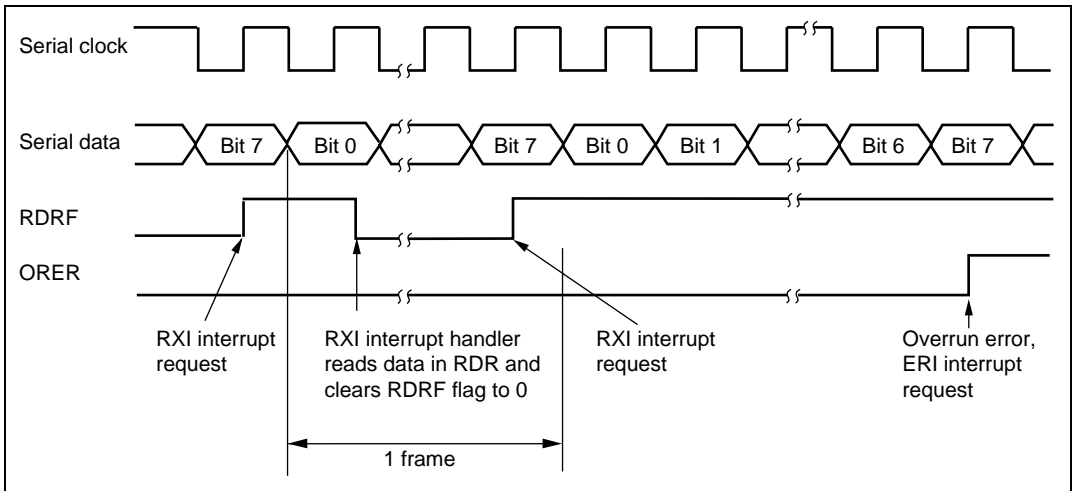 Serial clock
Serial data
Bit 7
Bit 0
Bit 7
Bit 0
Bit 1
Bit 6
Bit 7
RDRF
ORER
RXI interrupt
request
RXI interrupt handler
reads data in RDR and
clears RDRF flag to 0
RXI interrupt
request
Overrun error,
ERI interrupt
request
1 frame